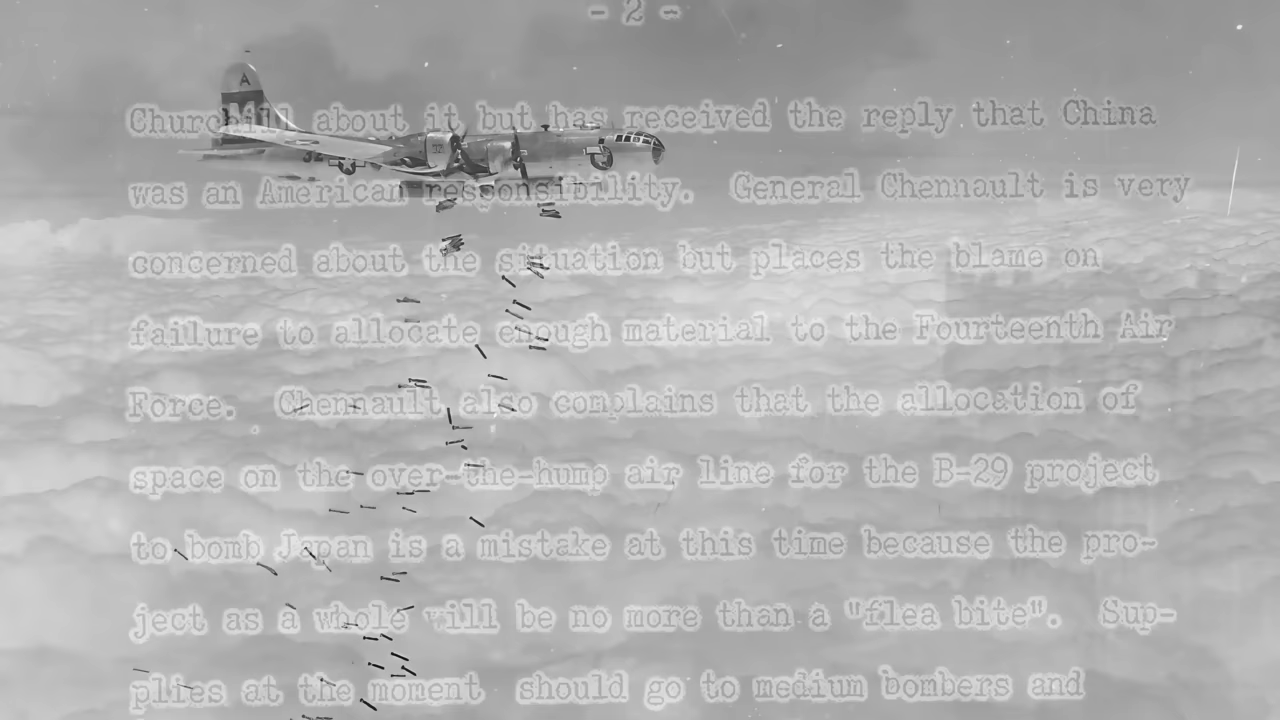 - 2 -
A
Churchill about it but has received the reply that China
32
was an American responsibility. General Chennault is very
concerned about the situation but places the blame on
failure to allocate enough material to the Fourteenth Air
Force. Chennault also complains that the allocation of
space on the over-the-hump air line for the B-29 project
to bomb Japan is a mistake at this time because the pro-
ject as a whole will be no more than a "flea bite". Sup-
plies at the moment should go to medium bombers and